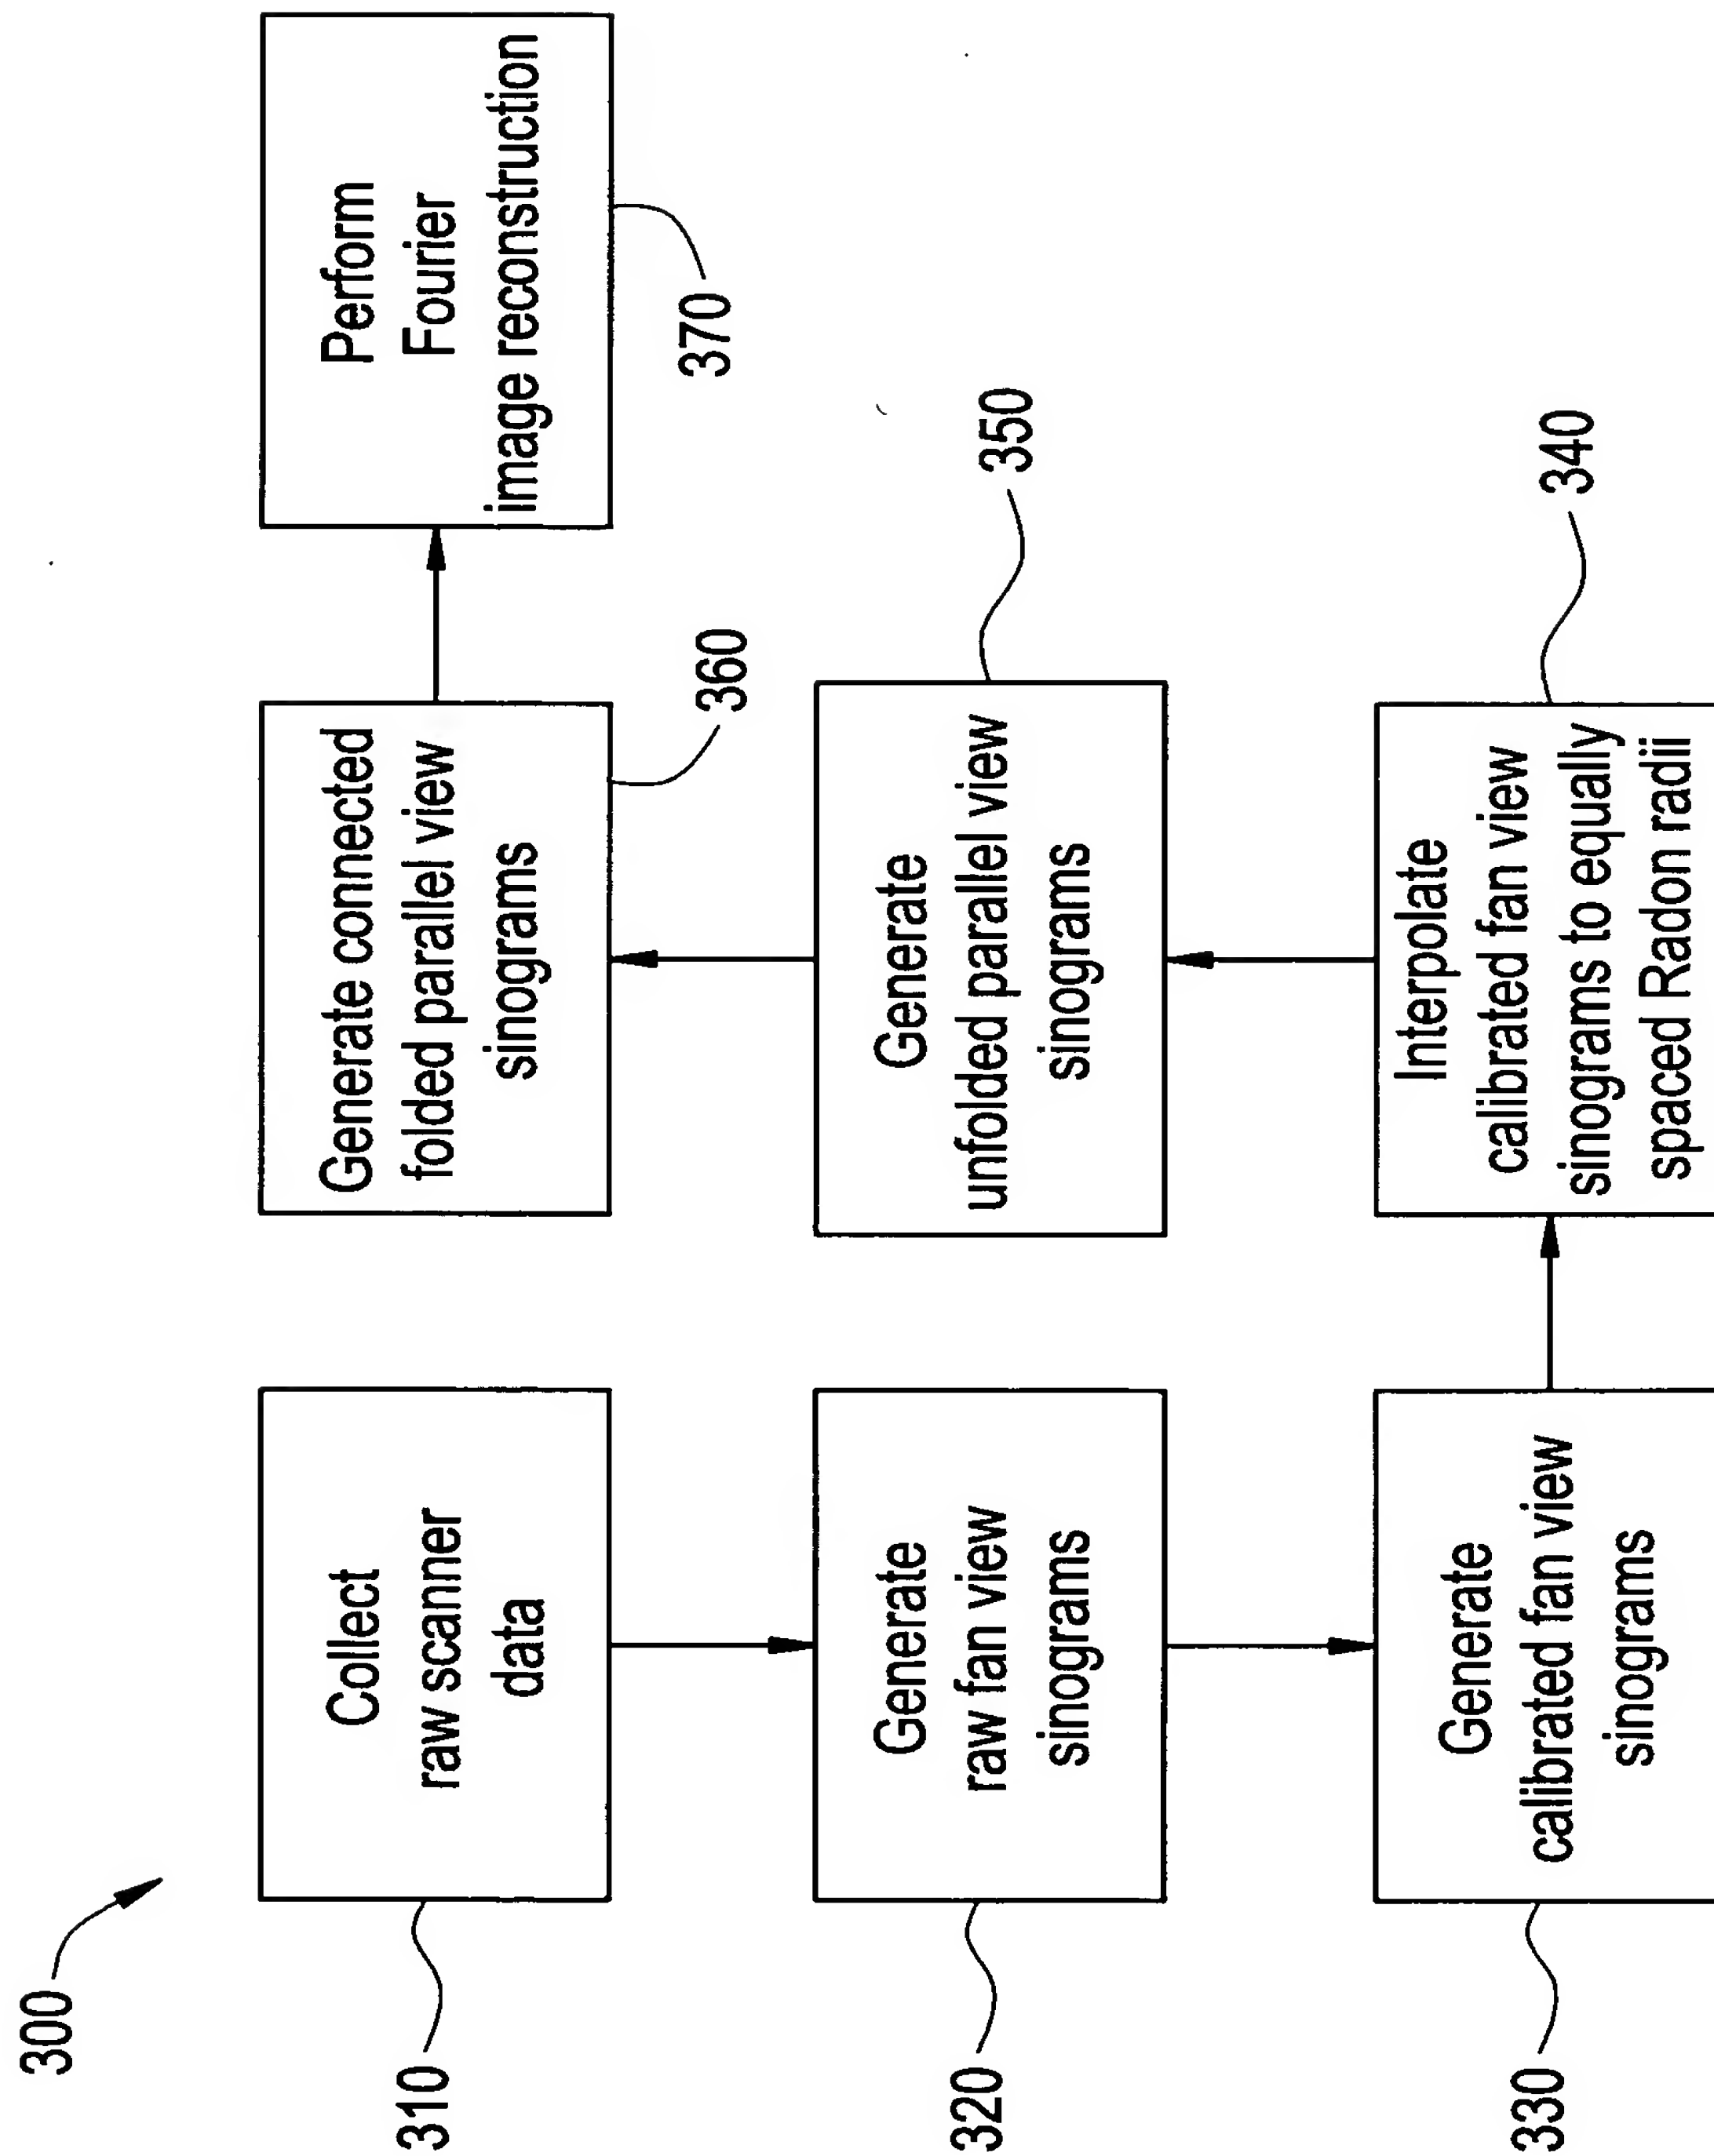 300
310
Collect
raw scanner
data
320
Generate
raw fan view
sinograms
330
Generate
calibrated fan view
sinograms
340
Interpolate
calibrated fan view
sinograms to equally
spaced Radon radii
350
Generate
unfolded parallel view
sinograms
360
Generate connected
folded parallel view
sinograms
370
Perform
Fourier
image reconstruction